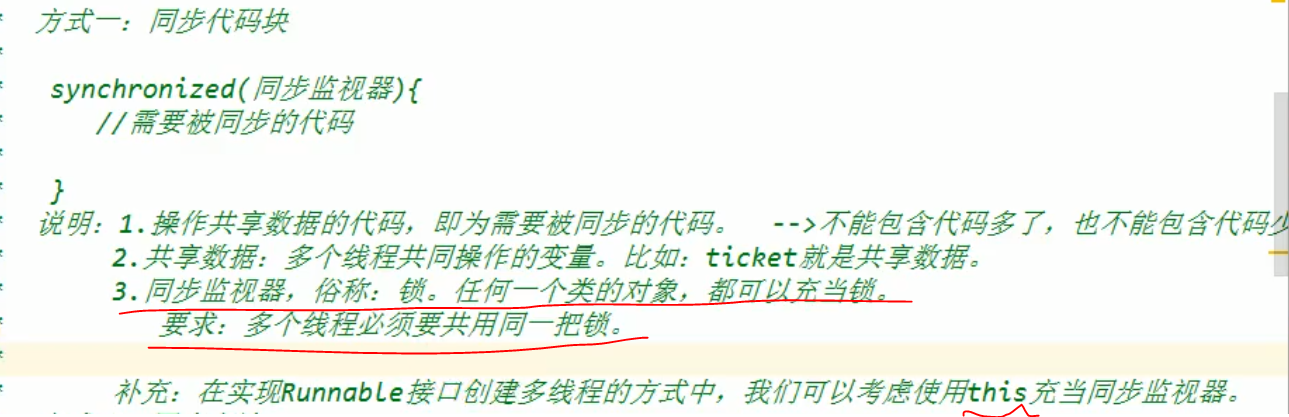 * 方式一：同步代码块
*
* synchronized(同步监视器){
* //需要被同步的代码
*
* }
* 说明：1.操作共享数据的代码，即为需要被同步的代码。 -->不能包含代码多了，也不能包含代码少
* 2.共享数据：多个线程共同操作的变量。比如：ticket就是共享数据。
* 3.同步监视器，俗称：锁。任何一个类的对象，都可以充当锁。
* 要求：多个线程必须要共用同一把锁。
*
* 补充：在实现Runnable接口创建多线程的方式中，我们可以考虑使用this充当同步监视器。